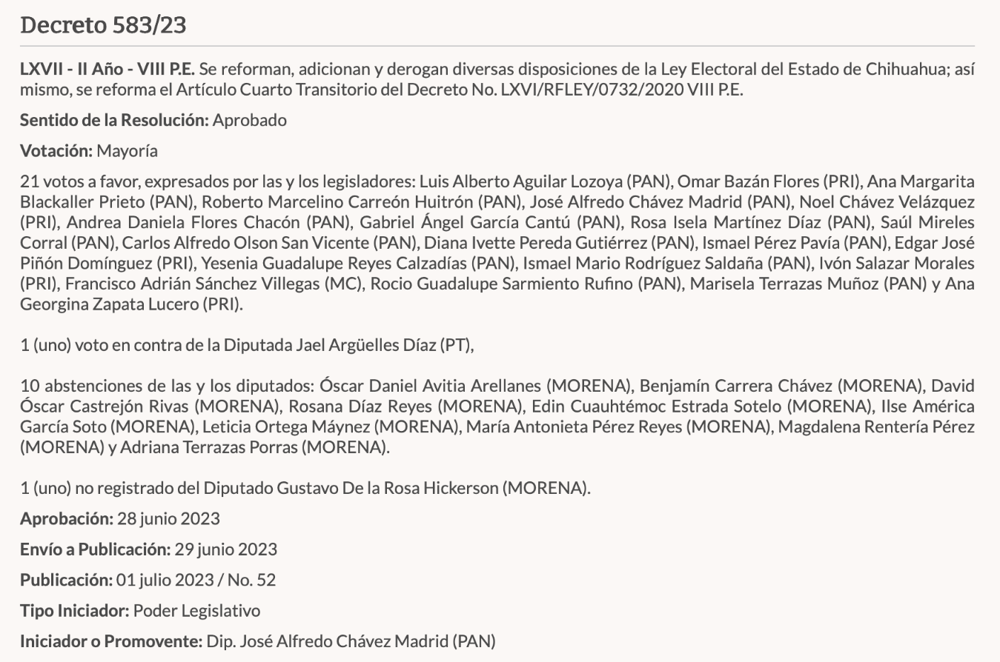 Decreto 583/23
LXVII - II Año - VIII P.E. Se reforman, adicionan y derogan diversas disposiciones de la Ley Electoral del Estado de Chihuahua; así
mismo, se reforma el Artículo Cuarto Transitorio del Decreto No. LXVI/RFLEY/0732/2020 VIII P.E.
Sentido de la Resolución: Aprobado
Votación: Mayoría
21 votos a favor, expresados por las y los legisladores: Luis Alberto Aguilar Lozoya (PAN), Omar Bazán Flores (PRI), Ana Margarita
Blackaller Prieto (PAN), Roberto Marcelino Carreón Huitrón (PAN), José Alfredo Chávez Madrid (PAN), Noel Chávez Velázquez
(PRI), Andrea Daniela Flores Chacón (PAN), Gabriel Ángel García Cantú (PAN), Rosa Isela Martínez Díaz (PAN), Saúl Mireles
Corral (PAN), Carlos Alfredo Olson San Vicente (PAN), Diana Ivette Pereda Gutiérrez (PAN), Ismael Pérez Pavía (PAN), Edgar José
Piñón Domínguez (PRI), Yesenia Guadalupe Reyes Calzadías (PAN), Ismael Mario Rodríguez Saldaña (PAN), Ivón Salazar Morales
(PRI), Francisco Adrián Sánchez Villegas (MC), Rocio Guadalupe Sarmiento Rufino (PAN), Marisela Terrazas Muñoz (PAN) y Ana
Georgina Zapata Lucero (PRI).
1 (uno) voto en contra de la Diputada Jael Argüelles Díaz (PT),
10 abstenciones de las y los diputados: Óscar Daniel Avitia Arellanes (MORENA), Benjamín Carrera Chávez (MORENA), David
Óscar Castrejón Rivas (MORENA), Rosana Díaz Reyes (MORENA), Edin Cuauhtémoc Estrada Sotelo (MORENA), Ilse América
García Soto (MORENA), Leticia Ortega Máynez (MORENA), María Antonieta Pérez Reyes (MORENA), Magdalena Rentería Pérez
(MORENA) y Adriana Terrazas Porras (MORENA).
1 (uno) no registrado del Diputado Gustavo De la Rosa Hickerson (MORENA).
Aprobación: 28 junio 2023
Envío a Publicación: 29 junio 2023
Publicación: 01 julio 2023 / No. 52
Tipo Iniciador: Poder Legislativo
Iniciador o Promovente: Dip. José Alfredo Chávez Madrid (PAN)